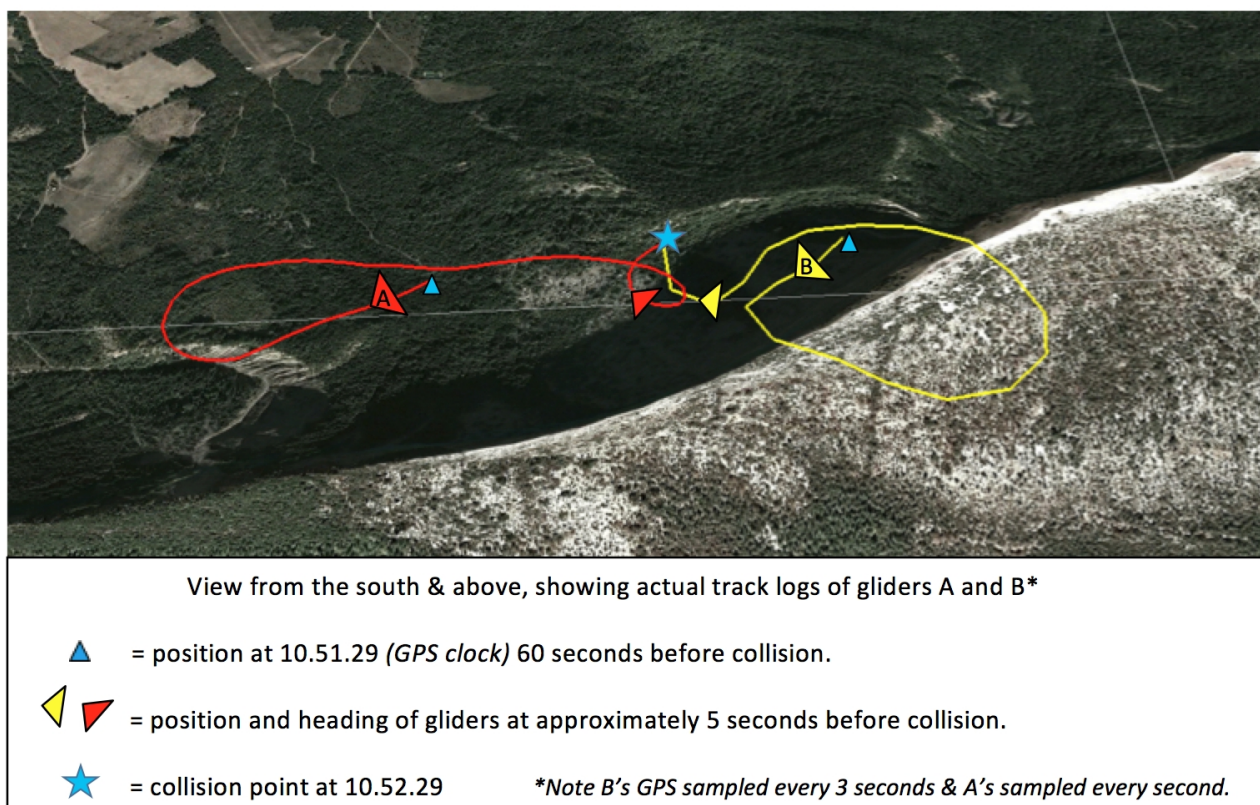 A
B
View from the south & above, showing actual track logs of gliders A and B*
= position at 10.51.29 (GPS clock) 60 seconds before collision.
= position and heading of gliders at approximately 5 seconds before collision.
= collision point at 10.52.29 *Note B's GPS sampled every 3 seconds & A's sampled every second.